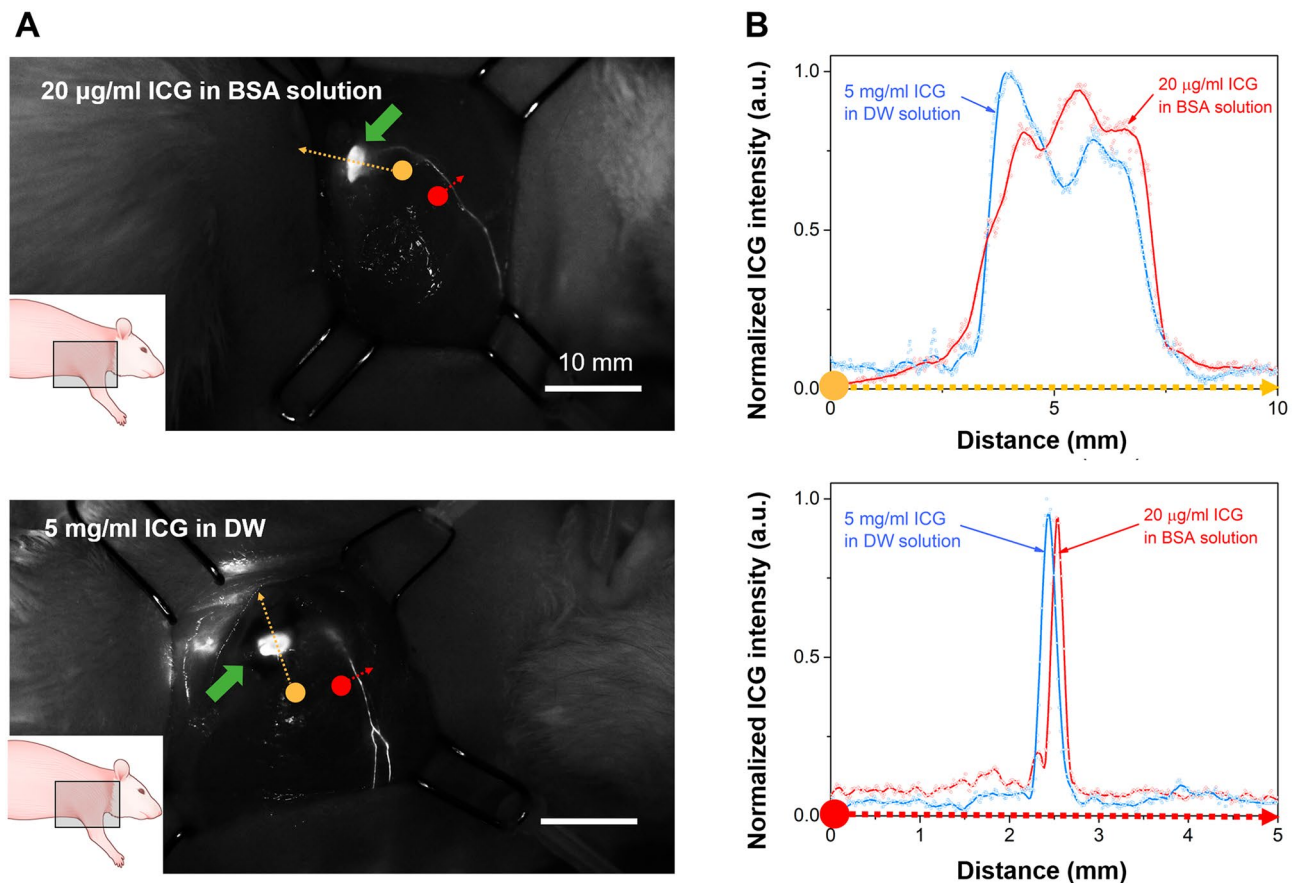 A
20 µg/ml ICG in BSA solution
10 mm
5 mg/ml ICG in DW
B
Normalized ICG intensity (a.u.)
1.0
0.5
0.0
5 mg/ml ICG
in DW solution
20 µg/ml ICG
in BSA solution
0
5
10
Distance (mm)
Normalized ICG intensity (a.u.)
1.0
0.5
0.0
5 mg/ml ICG
in DW solution
20 µg/ml ICG
in BSA solution
0
1
2
3
4
5
Distance (mm)